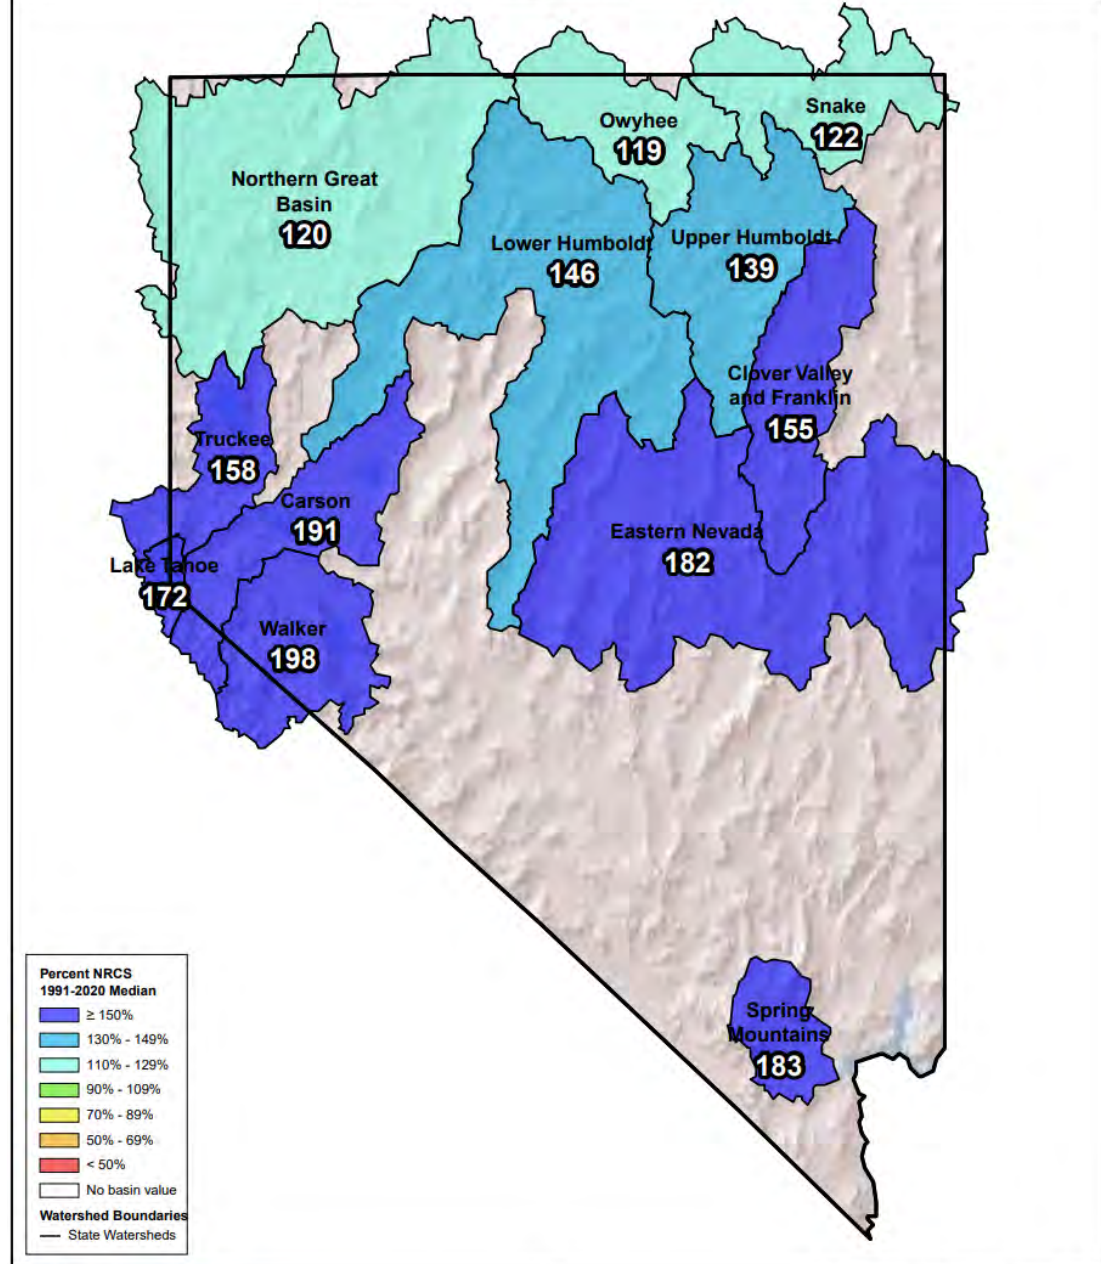 Snake
122
Owyhee
119
Northern Great
Basin
120
Lower Humboldt
146
Upper Humboldt
139
Clover Valley
and Franklin
155
Truckee
158
Carson
191
Eastern Nevada
182
Lake Tahoe
172
Walker
198
Spring
Mountains
183
Percent NRCS
1991-2020 Median
≥ 150%
130% - 149%
110% - 129%
90% - 109%
70% - 89%
50% - 69%
< 50%
No basin value
Watershed Boundaries
State Watersheds